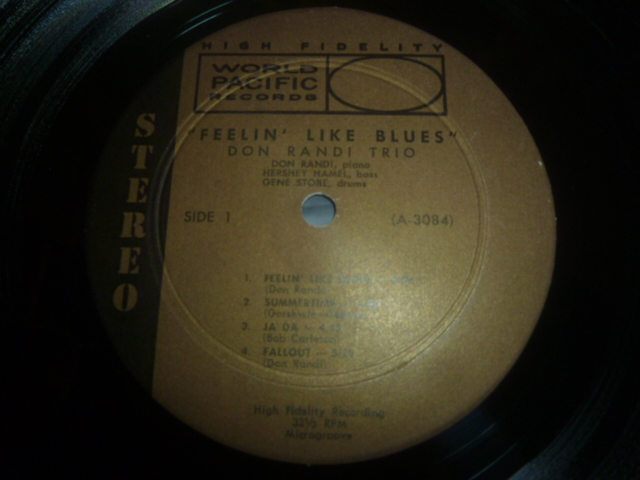 HIGH FIDELITY
WORLD
PACIFIC
RECORDS
STEREO
"FEELIN' LIKE BLUES"
DON RANDI TRIO
DON RANDI, piano
HERSHEY HAMEL, bass
GENE STONE, drums
SIDE 1
(A-3084)
1. FEELIN' LIKE
(Don Randi)
2. SUMMERTIME
3. JA DA —
(Bob Carleton)
4. FALLOUT —
(Don Randi)
High Fidelity Recording
33⅓ RPM
Microgroove